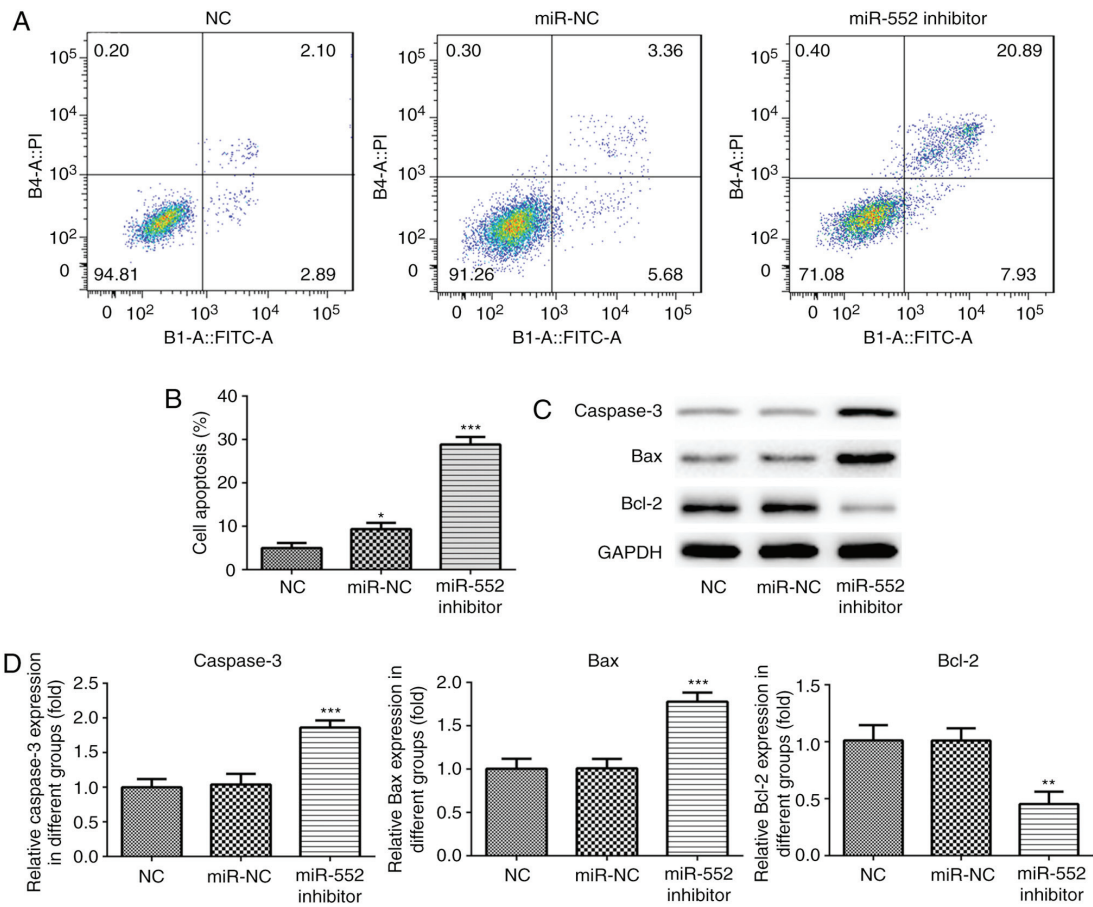 A
NC
miR-NC
miR-552 inhibitor
0.20
2.10
94.81
2.89
10⁵
10⁴
10³
10²
0
B4-A::PI
0 10² 10³ 10⁴ 10⁵
B1-A::FITC-A
0.30
3.36
91.26
5.68
10⁵
10⁴
10³
10²
0
B4-A::PI
0 10² 10³ 10⁴ 10⁵
B1-A::FITC-A
0.40
20.89
71.08
7.93
10⁵
10⁴
10³
10²
0
B4-A::PI
0 10² 10³ 10⁴ 10⁵
B1-A::FITC-A
B
Cell apoptosis (%)
40
30
20
10
0
*
***
NC
miR-NC
miR-552
inhibitor
C
Caspase-3
Bax
Bcl-2
GAPDH
NC
miR-NC
miR-552
inhibitor
D
Caspase-3
Relative caspase-3 expression
in different groups (fold)
2.5
2.0
1.5
1.0
0.5
0.0
***
NC
miR-NC
miR-552
inhibitor
Bax
Relative Bax expression in
different groups (fold)
2.0
1.5
1.0
0.5
0.0
***
NC
miR-NC
miR-552
inhibitor
Bcl-2
Relative Bcl-2 expression in
different groups (fold)
1.5
1.0
0.5
0.0
**
NC
miR-NC
miR-552
inhibitor